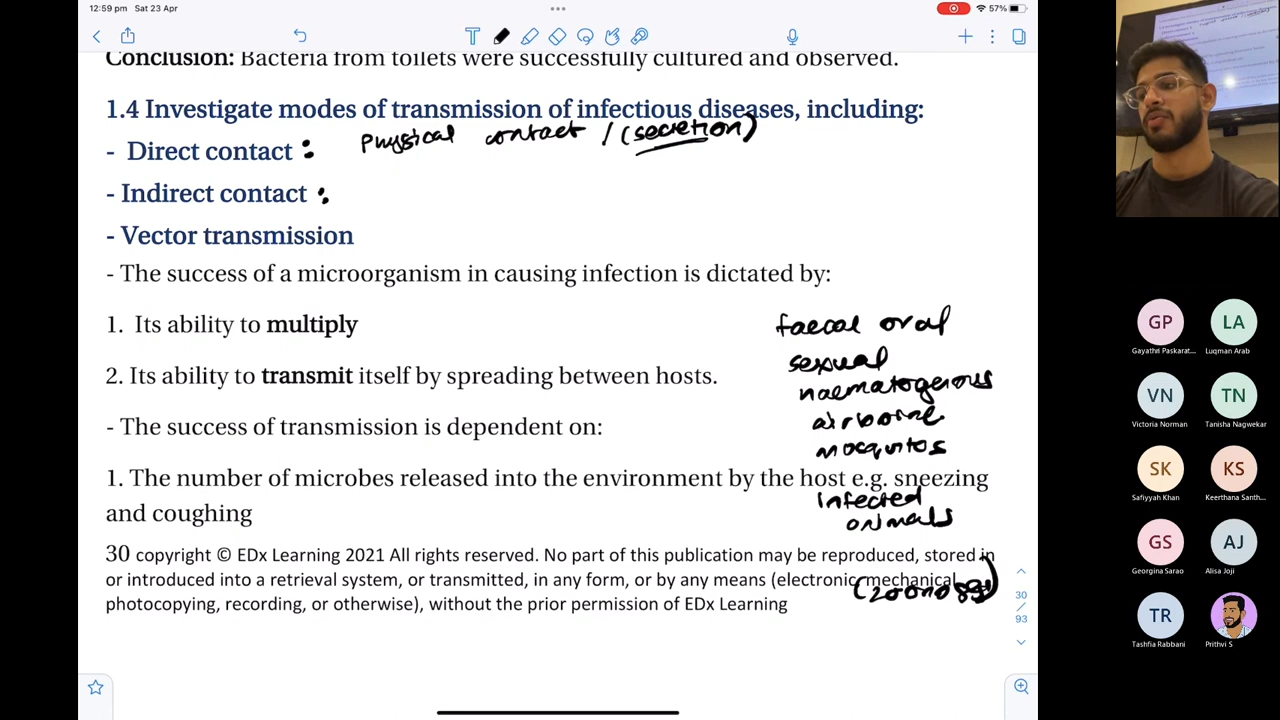 12:59 pm Sat 23 Apr
57%
Conclusion: Bacteria from toilets were successfully cultured and observed.
1.4 Investigate modes of transmission of infectious diseases, including:
- Direct contact : physical contact / (secretion)
- Indirect contact :
- Vector transmission
- The success of a microorganism in causing infection is dictated by:
1. Its ability to multiply
faecal oral
sexual
2. Its ability to transmit itself by spreading between hosts.
haematogenous
airborne
- The success of transmission is dependent on:
mosquitos
1. The number of microbes released into the environment by the host e.g. sneezing
and coughing
infected
animals
30 copyright © EDx Learning 2021 All rights reserved. No part of this publication may be reproduced, stored in
or introduced into a retrieval system, or transmitted, in any form, or by any means (electronic, mechanical,
photocopying, recording, or otherwise), without the prior permission of EDx Learning
30
/
93
GP
Gayathri Paskarat...
LA
Luqman Arab
VN
Victoria Norman
TN
Tanisha Nagwekar
SK
Safiyyah Khan
KS
Keerthana Santh...
GS
Georgina Sarao
AJ
Alisa Joji
TR
Tashfia Rabbani
Prithvi S